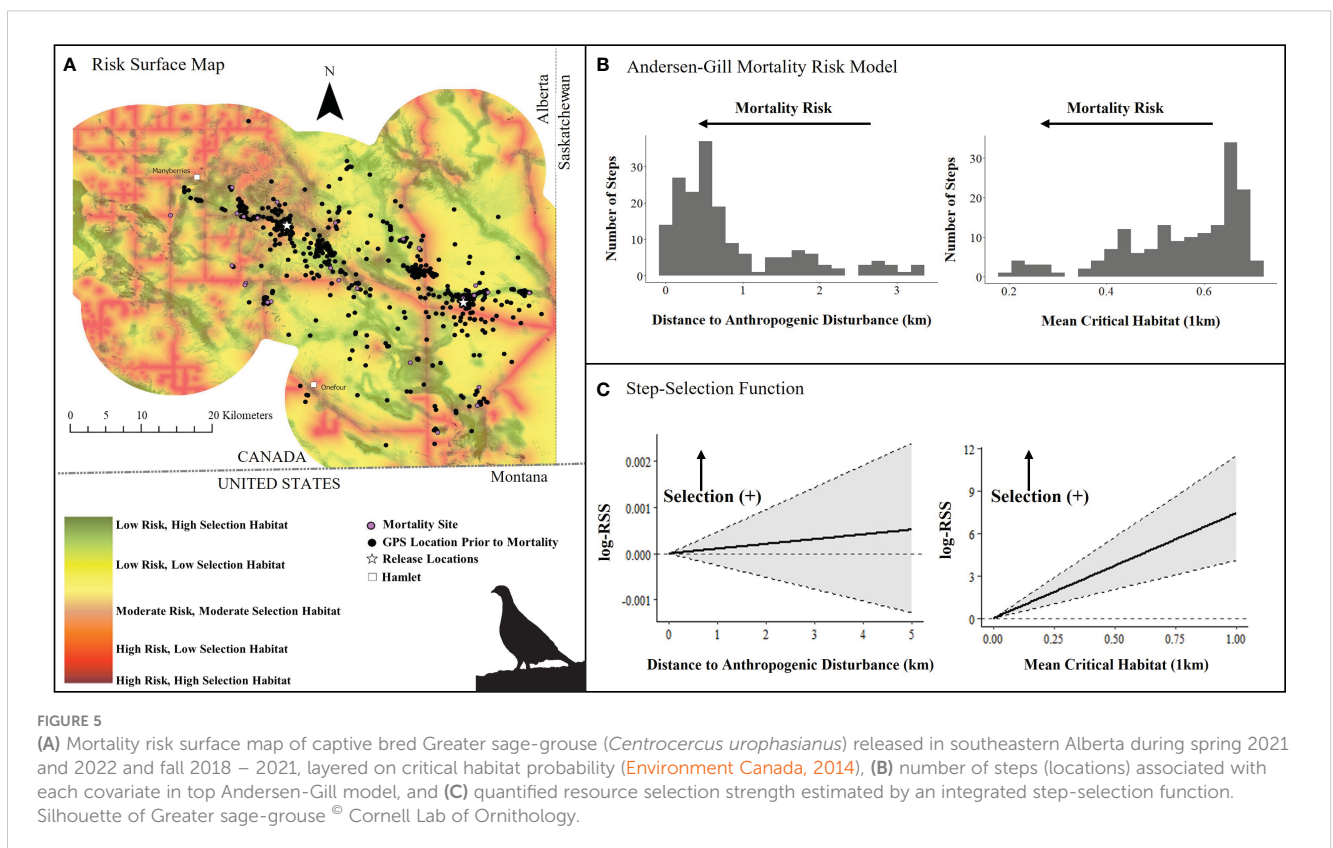 A Risk Surface Map
N
Alberta
Saskatchewan
Manyberries
Onefour
0 5 10 20 Kilometers
CANADA
UNITED STATES
Montana
Low Risk, High Selection Habitat
Low Risk, Low Selection Habitat
Moderate Risk, Moderate Selection Habitat
High Risk, Low Selection Habitat
High Risk, High Selection Habitat
Mortality Site
GPS Location Prior to Mortality
Release Locations
Hamlet
B Andersen-Gill Mortality Risk Model
Mortality Risk
Number of Steps
30
20
10
0
0 1 2 3
Distance to Anthropogenic Disturbance (km)
Mortality Risk
Number of Steps
30
20
10
0
0.2 0.4 0.6
Mean Critical Habitat (1km)
C Step-Selection Function
Selection (+)
log-RSS
0.002
0.001
0.000
-0.001
0 1 2 3 4 5
Distance to Anthropogenic Disturbance (km)
Selection (+)
log-RSS
12
9
6
3
0
0.00 0.25 0.50 0.75 1.00
Mean Critical Habitat (1km)
FIGURE 5
(A) Mortality risk surface map of captive bred Greater sage-grouse (Centrocercus urophasianus) released in southeastern Alberta during spring 2021
and 2022 and fall 2018 – 2021, layered on critical habitat probability (Environment Canada, 2014), (B) number of steps (locations) associated with
each covariate in top Andersen-Gill model, and (C) quantified resource selection strength estimated by an integrated step-selection function.
Silhouette of Greater sage-grouse © Cornell Lab of Ornithology.